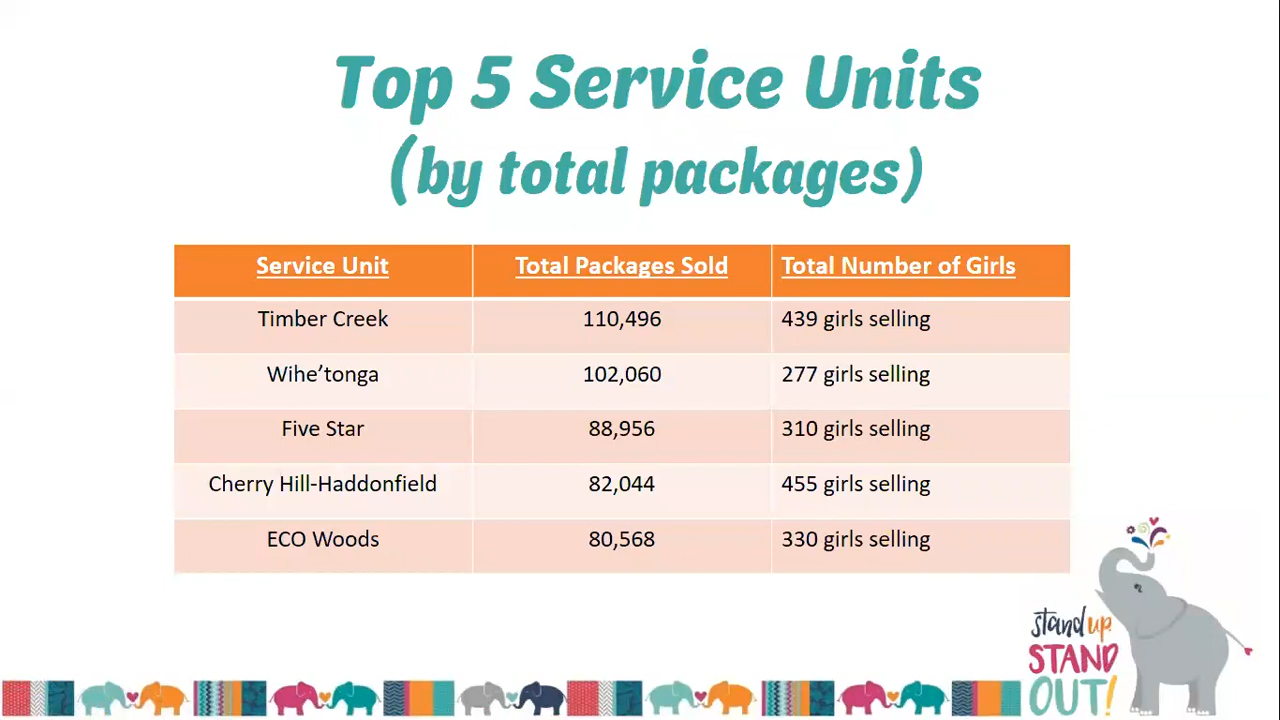 Top 5 Service Units
(by total packages)
Service Unit Total Packages Sold Total Number of Girls
Timber Creek 110,496 439 girls selling
Wihe’tonga 102,060 277 girls selling
Five Star 88,956 310 girls selling
Cherry Hill-Haddonfield 82,044 455 girls selling
ECO Woods 80,568 330 girls selling
stand up
STAND
OUT!